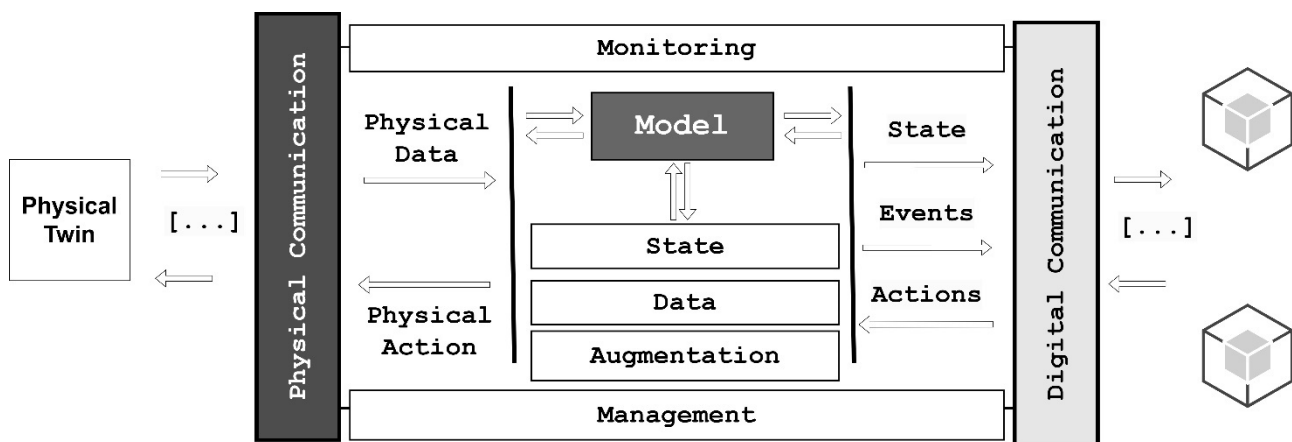 Monitoring
Physical Communication
Physical
Data
Model
State
Digital Communication
Physical
Twin
[...]
Events
[...]
State
Data
Actions
Physical
Action
Augmentation
Management